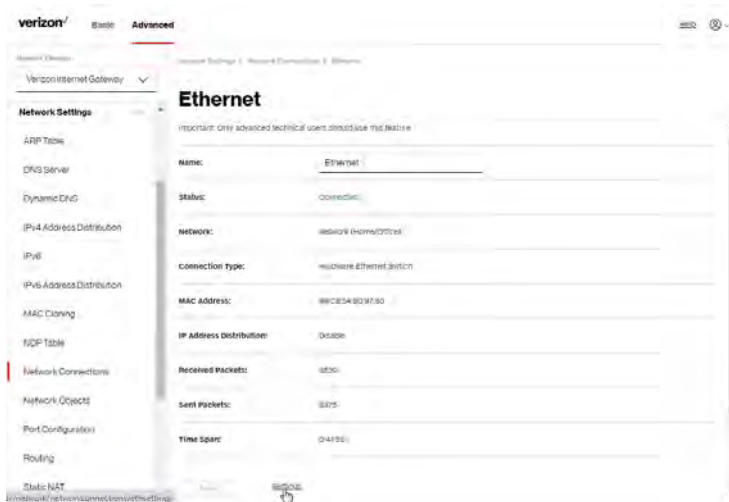 verizon✓ Basic Advanced
Verizon Internet Gateway
Ethernet
Network Settings
Important: Only advanced technical users should use this feature
ARP Table
Name: Ethernet
DNS Server
Dynamic DNS
Status: Connected
IPv4 Address Distribution
Network: Network (Home/Office)
IPv6
Connection Type: Hardware Ethernet Switch
IPv6 Address Distribution
MAC Address:
MAC Cloning
IP Address Distribution: Disable
NDP Table
Network Connections
Received Packets:
Network Objects
Sent Packets:
Port Configuration
Time Span:
Routing
Static NAT
Settings